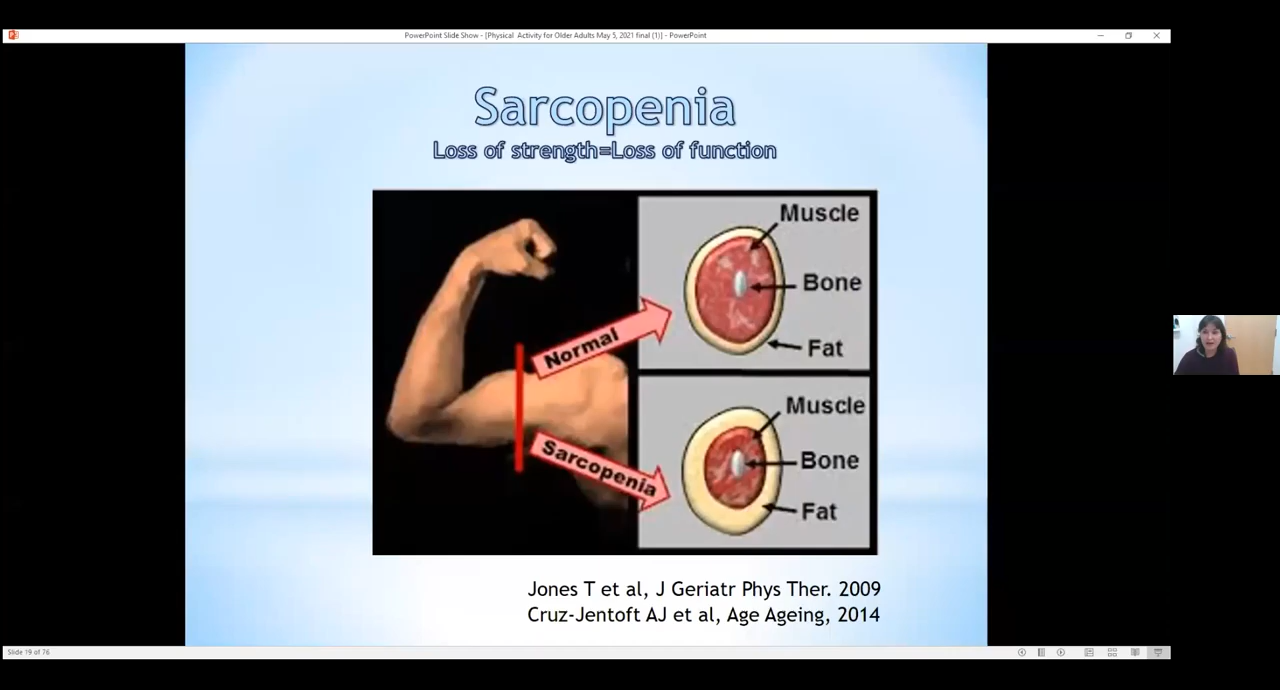 PowerPoint Slide Show - [Physical Activity for Older Adults May 5, 2021 final (1)] - PowerPoint
Sarcopenia
Loss of strength=Loss of function
Muscle
Bone
Fat
Normal
Sarcopenia
Muscle
Bone
Fat
Jones T et al, J Geriatr Phys Ther. 2009
Cruz-Jentoft AJ et al, Age Ageing, 2014
Slide 19 of 76